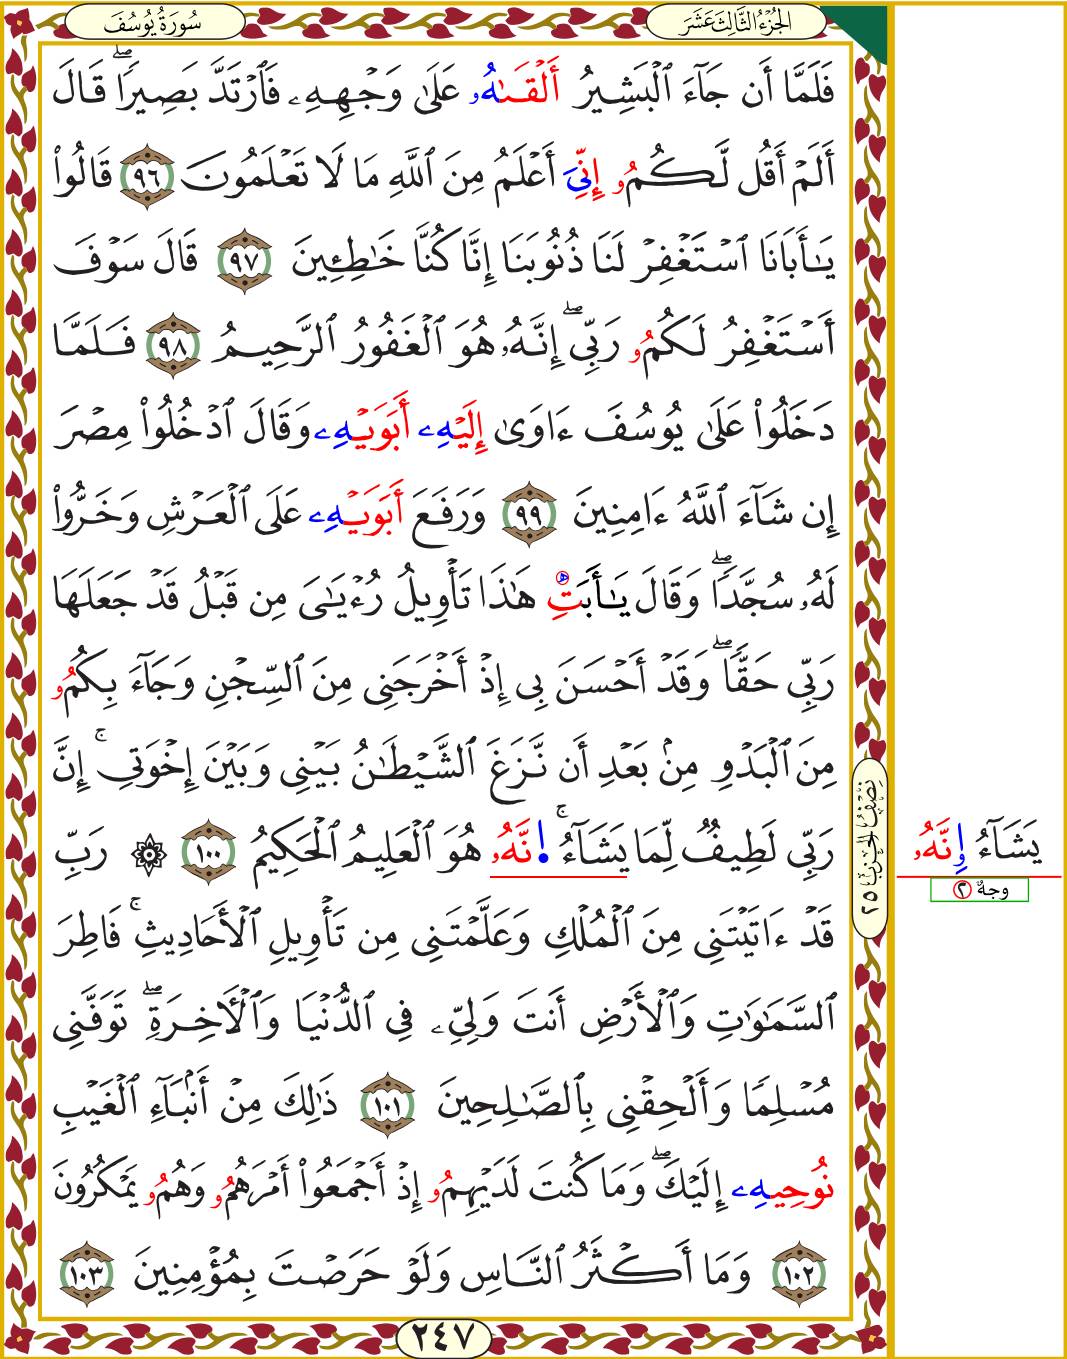 سُورَةُ يُوسُفَ
الجُزْءُ الثَّالِثَ عَشَرَ
فَلَمَّا أَن جَآءَ ٱلْبَشِيرُ أَلْقَىٰهُۥ عَلَىٰ وَجْهِهِۦ فَٱرْتَدَّ بَصِيرًاۖ قَالَ
أَلَمْ أَقُل لَّكُمُۥ إِنِّيَ أَعْلَمُ مِنَ ٱللَّهِ مَا لَا تَعْلَمُونَ ٩٦ قَالُوا۟
يَـٰٓأَبَانَا ٱسْتَغْفِرْ لَنَا ذُنُوبَنَا إِنَّا كُنَّا خَـٰطِـِٔينَ ٩٧ قَالَ سَوْفَ
أَسْتَغْفِرُ لَكُمُۥ رَبِّيۖ إِنَّهُۥ هُوَ ٱلْغَفُورُ ٱلرَّحِيمُ ٩٨ فَلَمَّا
دَخَلُوا۟ عَلَىٰ يُوسُفَ ءَاوَىٰ إِلَيْهِۦ أَبَوَيْهِۦ وَقَالَ ٱدْخُلُوا۟ مِصْرَ
إِن شَآءَ ٱللَّهُ ءَامِنِينَ ٩٩ وَرَفَعَ أَبَوَيْهِۦ عَلَى ٱلْعَرْشِ وَخَرُّوا۟
لَهُۥ سُجَّدًاۖ وَقَالَ يَـٰٓأَبَتِ هَـٰذَا تَأْوِيلُ رُءْيَـٰىَ مِن قَبْلُ قَدْ جَعَلَهَا
رَبِّي حَقًّاۖ وَقَدْ أَحْسَنَ بِي إِذْ أَخْرَجَنِي مِنَ ٱلسِّجْنِ وَجَآءَ بِكُمُۥ
مِنَ ٱلْبَدْوِ مِنۢ بَعْدِ أَن نَّزَغَ ٱلشَّيْطَـٰنُ بَيْنِي وَبَيْنَ إِخْوَتِيۚ إِنَّ
رَبِّي لَطِيفٌ لِّمَا يَشَآءُۚ ا۪نَّهُۥ هُوَ ٱلْعَلِيمُ ٱلْحَكِيمُ ١٠٠ ۞ رَبِّ
قَدْ ءَاتَيْتَنِي مِنَ ٱلْمُلْكِ وَعَلَّمْتَنِي مِن تَأْوِيلِ ٱلْأَحَادِيثِۚ فَاطِرَ
ٱلسَّمَـٰوَٰتِ وَٱلْأَرْضِ أَنتَ وَلِيِّۦ فِي ٱلدُّنْيَا وَٱلْـَٔاخِرَةِۖ تَوَفَّنِي
مُسْلِمًا وَأَلْحِقْنِي بِٱلصَّـٰلِحِينَ ١٠١ ذَٰلِكَ مِنْ أَنۢبَآءِ ٱلْغَيْبِ
نُوحِيهِۦ إِلَيْكَۖ وَمَا كُنتَ لَدَيْهِمُۥ إِذْ أَجْمَعُوٓا۟ أَمْرَهُمُۥ وَهُمُۥ يَمْكُرُونَ
١٠٢ وَمَا أَكْثَرُ ٱلنَّاسِ وَلَوْ حَرَصْتَ بِمُؤْمِنِينَ ١٠٣
يَشَآءُ وِ۪نَّهُۥ
وجهٌ ٢
نِصْفُ الحِزْبِ ٢٥
٢٤٧